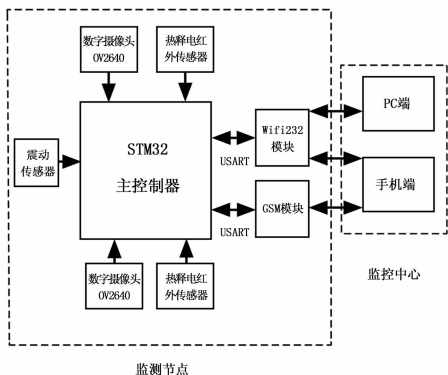 数字摄像头
OV2640
热释电红
外传感器
震动
传感器
STM32
主控制器
USART
Wifi232
模块
USART
GSM模块
PC端
手机端
数字摄像头
OV2640
热释电红
外传感器
监控中心
监测节点